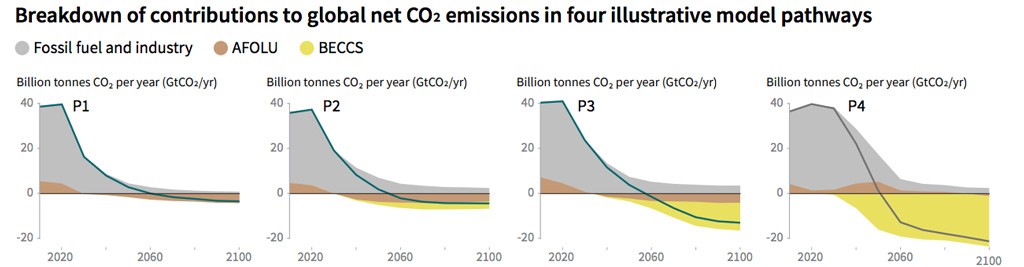 Breakdown of contributions to global net CO₂ emissions in four illustrative model pathways
Fossil fuel and industry AFOLU BECCS
Billion tonnes CO₂ per year (GtCO₂/yr) Billion tonnes CO₂ per year (GtCO₂/yr) Billion tonnes CO₂ per year (GtCO₂/yr) Billion tonnes CO₂ per year (GtCO₂/yr)
40 P1 40 P2 40 P3 40 P4
20 20 20 20
0 0 0 0
-20 -20 -20 -20
2020 2060 2100 2020 2060 2100 2020 2060 2100 2020 2060 2100